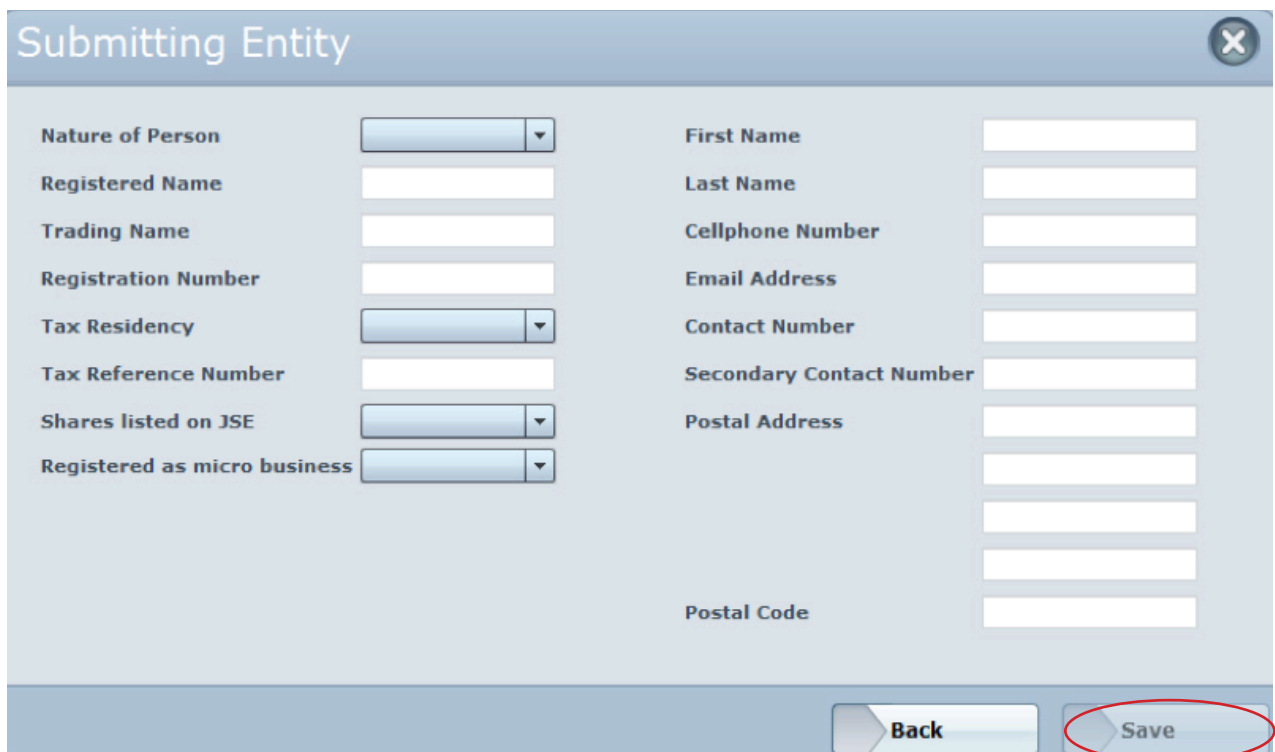 Submitting Entity
Nature of Person
Registered Name
Trading Name
Registration Number
Tax Residency
Tax Reference Number
Shares listed on JSE
Registered as micro business
First Name
Last Name
Cellphone Number
Email Address
Contact Number
Secondary Contact Number
Postal Address
Postal Code
Back
Save